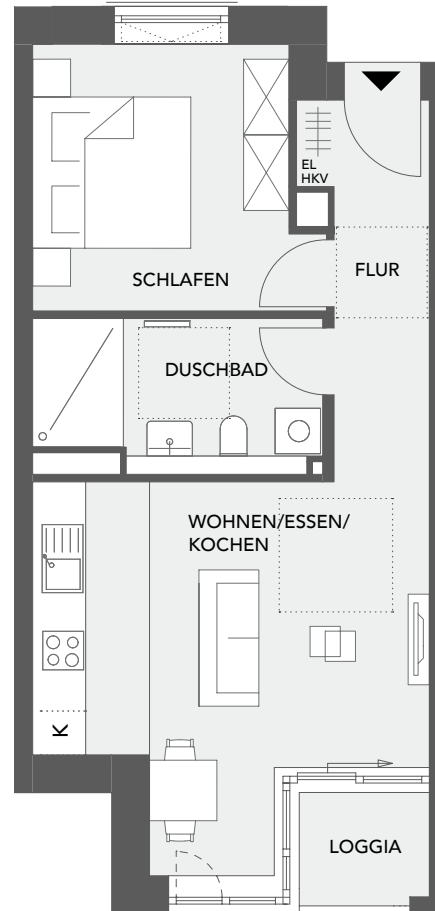 EL
HKV
SCHLAFEN
FLUR
DUSCHBAD
WOHNEN/ESSEN/
KOCHEN
K
LOGGIA